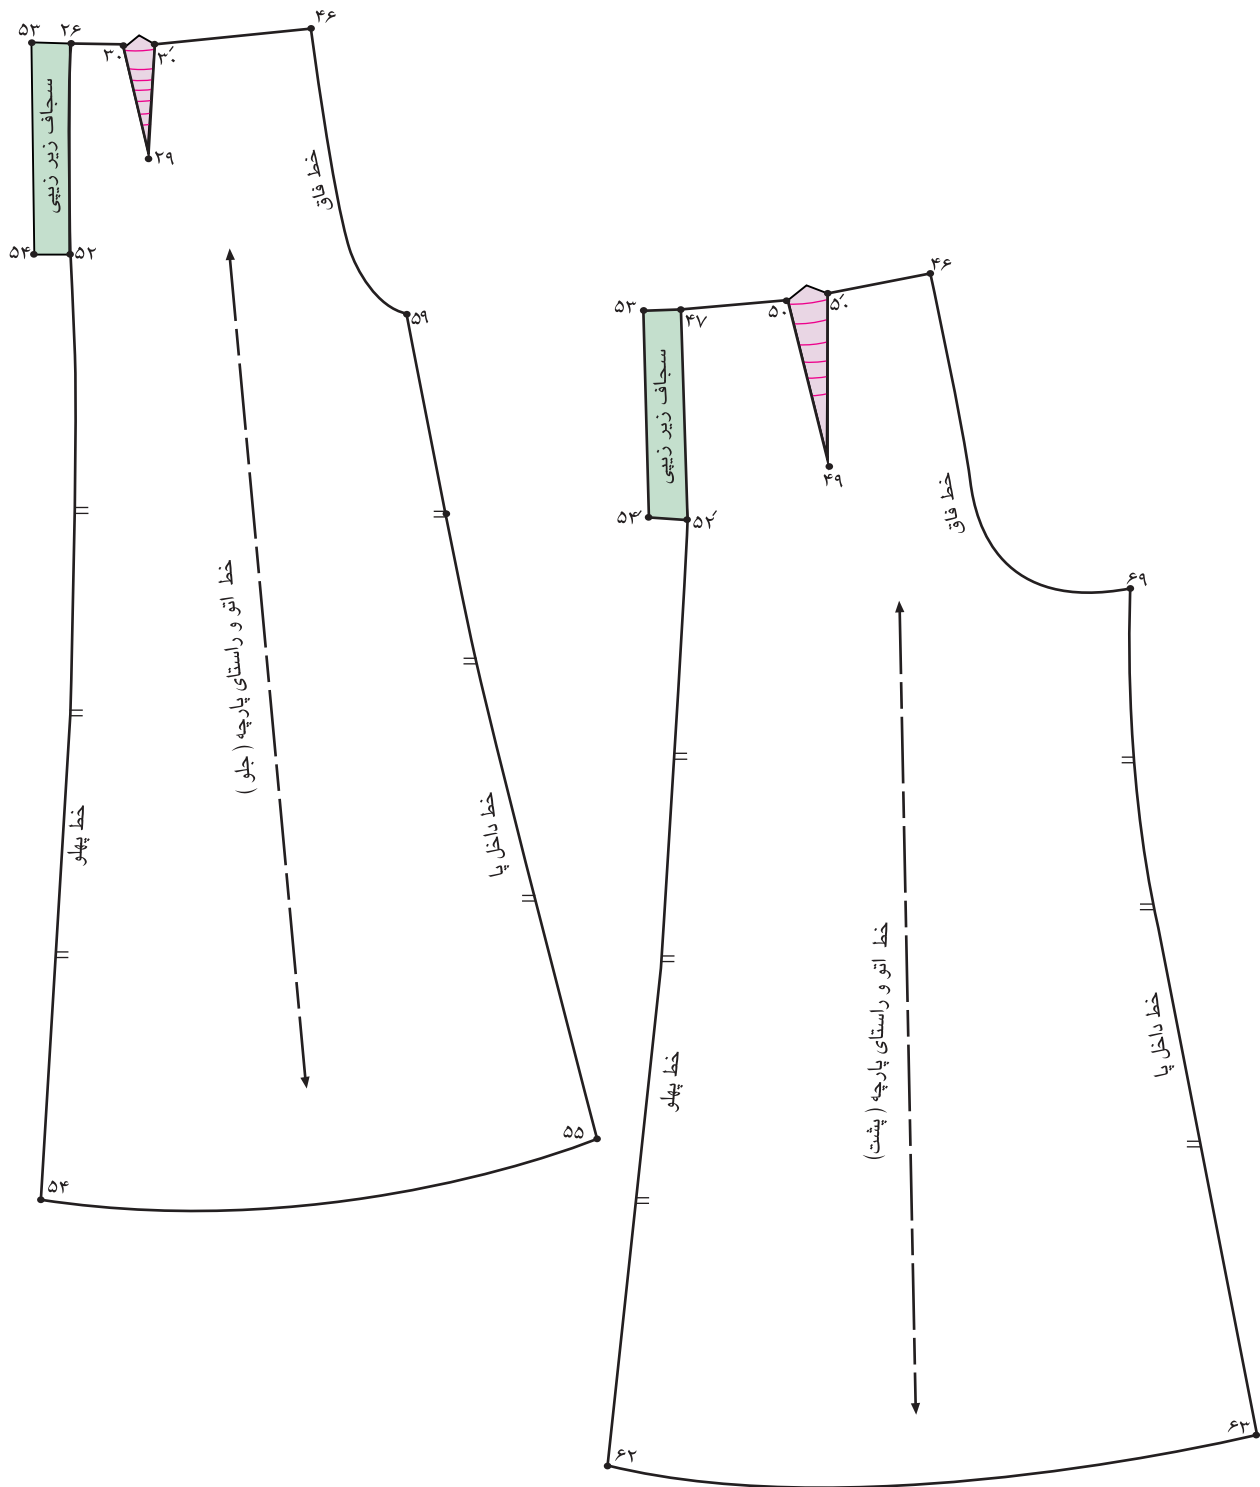 ۵۳
۲۶
۳۰
۳۰́
۴۶
سجاف زیر زیپی
۲۹
خط فاق
۵۴
۵۲
۵۹
خط اتو و راستای پارچه (جلو)
خط پهلو
خط داخل پا
۵۴
۵۵
۵۳
۴۷
۵۰
۵۰́
۴۶
سجاف زیر زیپی
۴۹
خط فاق
۵۴́
۵۲́
۶۹
خط اتو و راستای پارچه (پشت)
خط پهلو
خط داخل پا
۶۲
۶۳